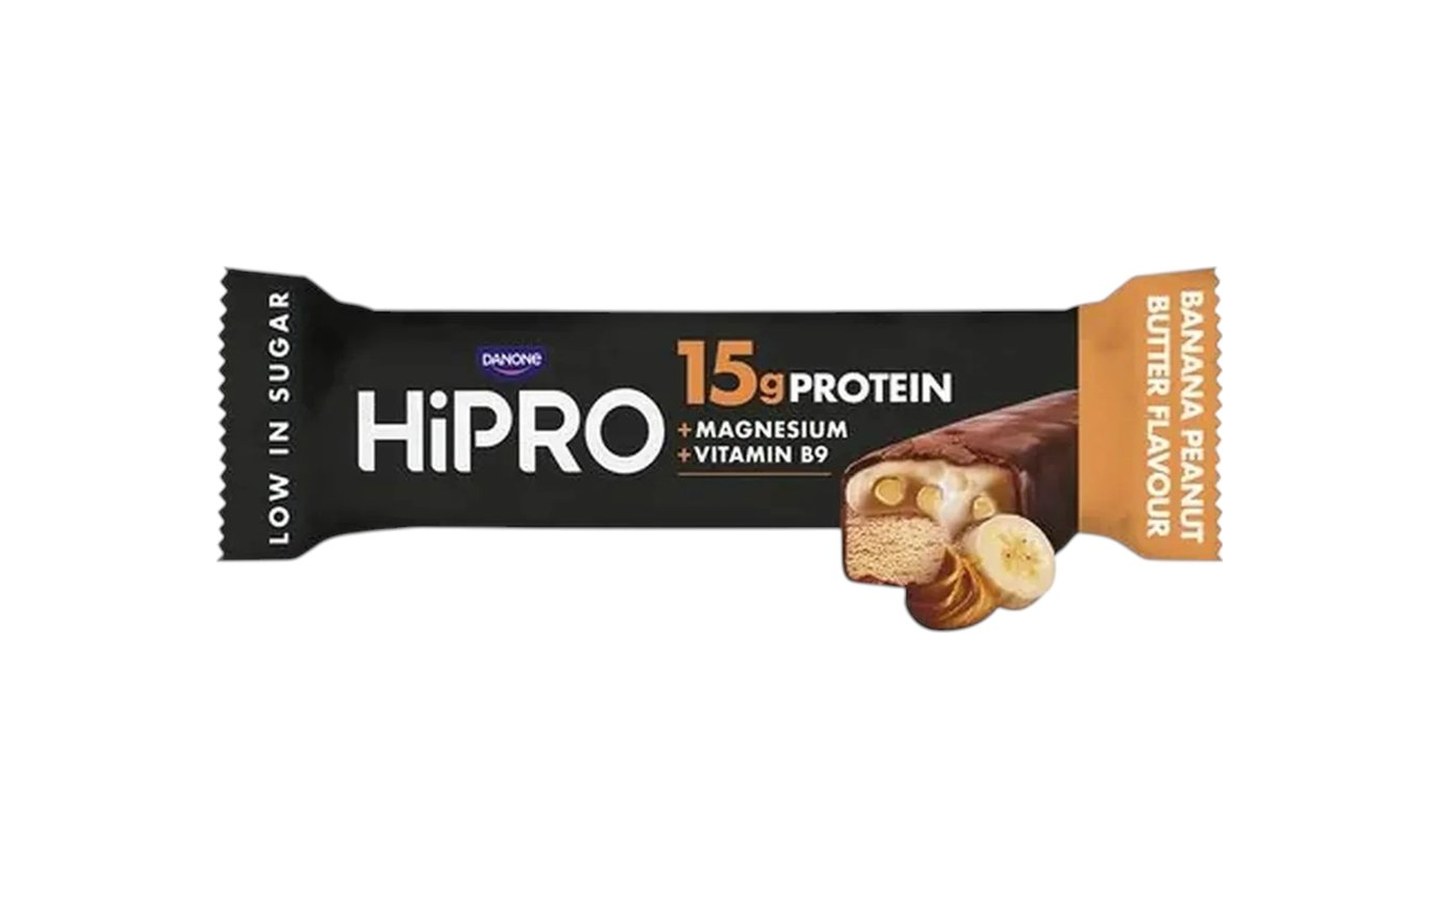 LOW IN SUGAR
DANONE
HiPRO
15g PROTEIN
+MAGNESIUM
+VITAMIN B9
BANANA PEANUT
BUTTER FLAVOUR